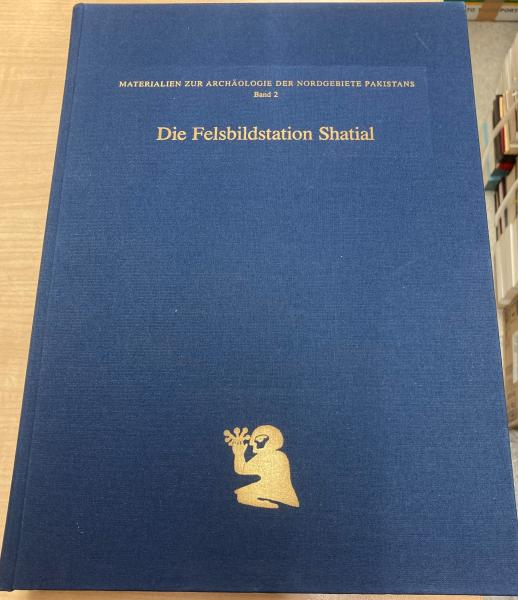 MATERIALIEN ZUR ARCHÄOLOGIE DER NORDGEBIETE PAKISTANS
Band 2
Die Felsbildstation Shatial